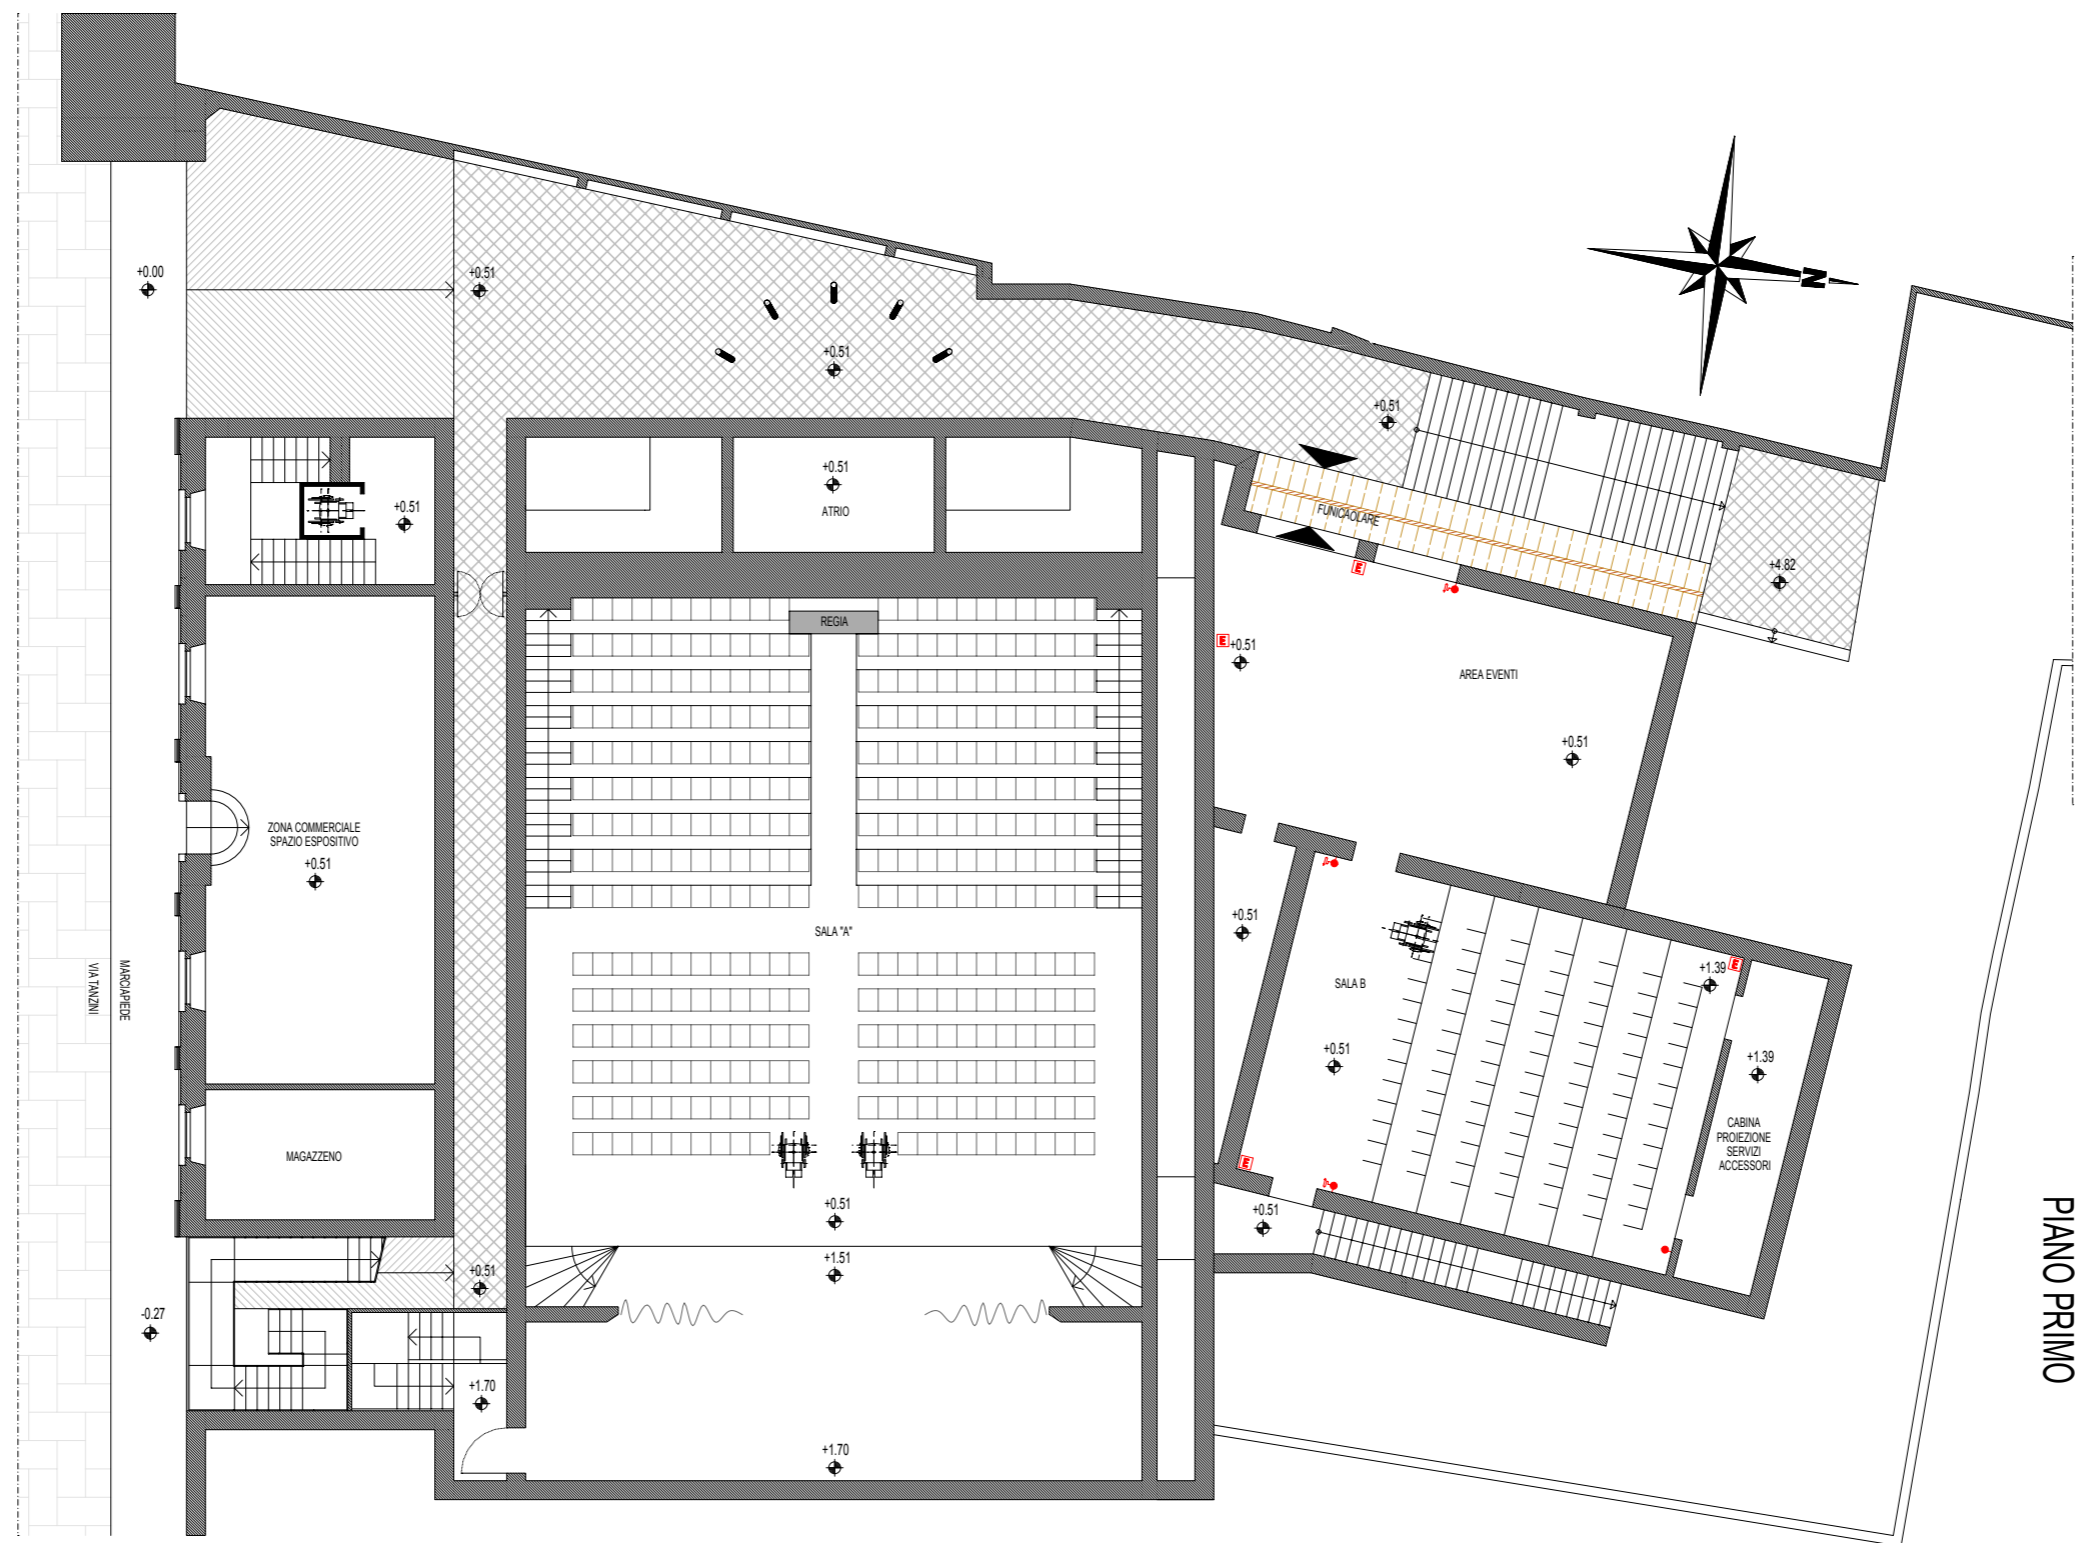 +0.00
+0.51
+0.51
N
+0.51
+0.51
ATRIO
+0.51
FUNICAOLARE
E
+4.82
REGIA
E
+0.51
AREA EVENTI
+0.51
ZONA COMMERCIALE
SPAZIO ESPOSITIVO
+0.51
SALA "A"
+0.51
SALA B
+0.51
+1.39
E
+1.39
CABINA
PROIEZIONE
SERVIZI
ACCESSORI
MARCIAPIEDE
VIA TANZINI
MAGAZZENO
E
+0.51
+0.51
+1.51
+0.51
-0.27
+1.70
+1.70
PIANO PRIMO